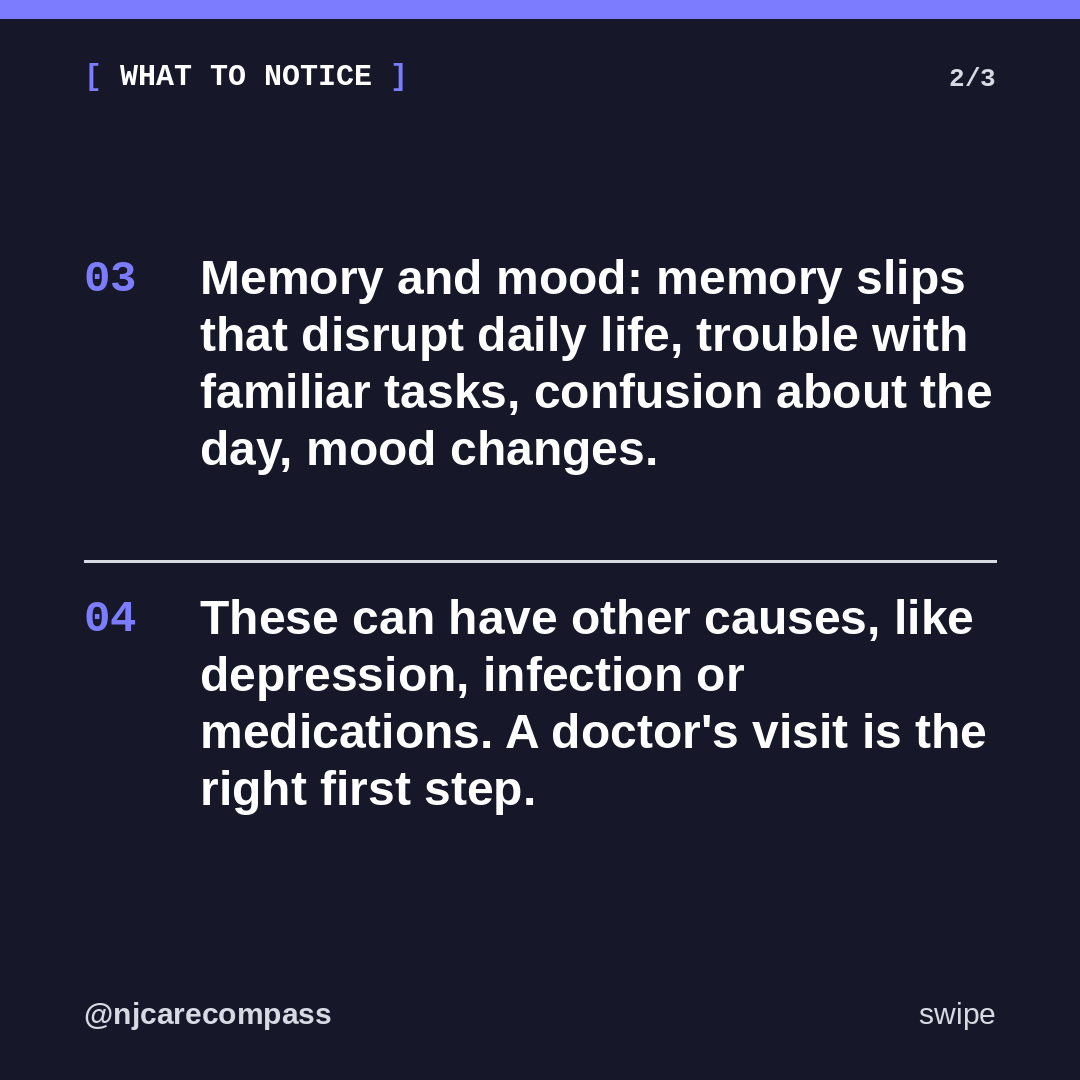 [ WHAT TO NOTICE ]
2/3
03
Memory and mood: memory slips
that disrupt daily life, trouble with
familiar tasks, confusion about the
day, mood changes.
04
These can have other causes, like
depression, infection or
medications. A doctor's visit is the
right first step.
@njcarecompass
swipe